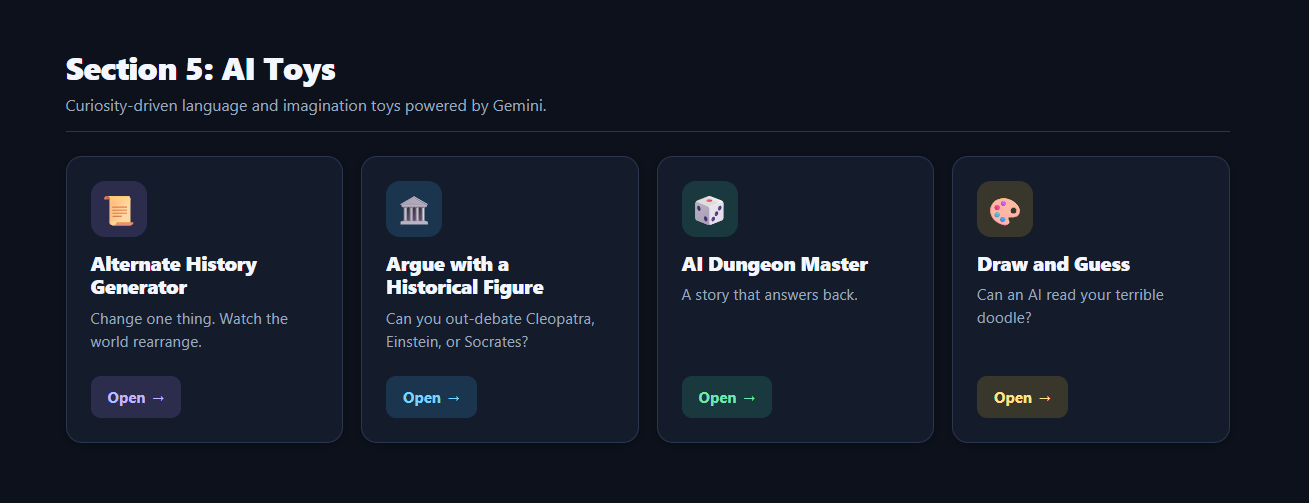 Section 5: AI Toys
Curiosity-driven language and imagination toys powered by Gemini.
Alternate History
Generator
Change one thing. Watch the
world rearrange.
Open →
Argue with a
Historical Figure
Can you out-debate Cleopatra,
Einstein, or Socrates?
Open →
AI Dungeon Master
A story that answers back.
Open →
Draw and Guess
Can an AI read your terrible
doodle?
Open →